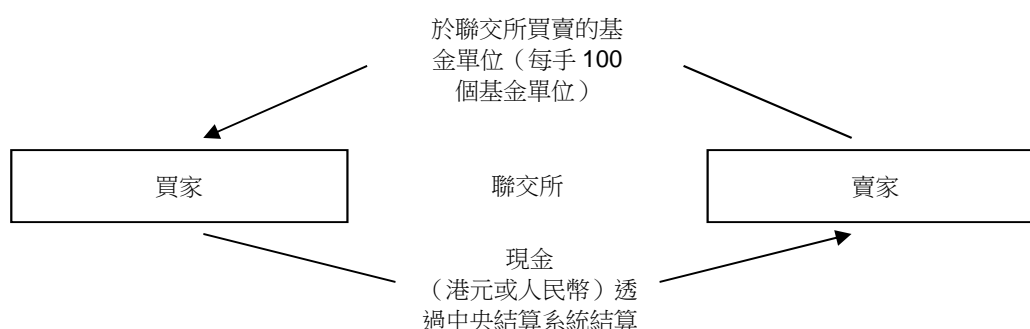 於聯交所買賣的基
金單位（每手 100
個基金單位）
買家
聯交所
賣家
現金
（港元或人民幣）透
過中央結算系統結算